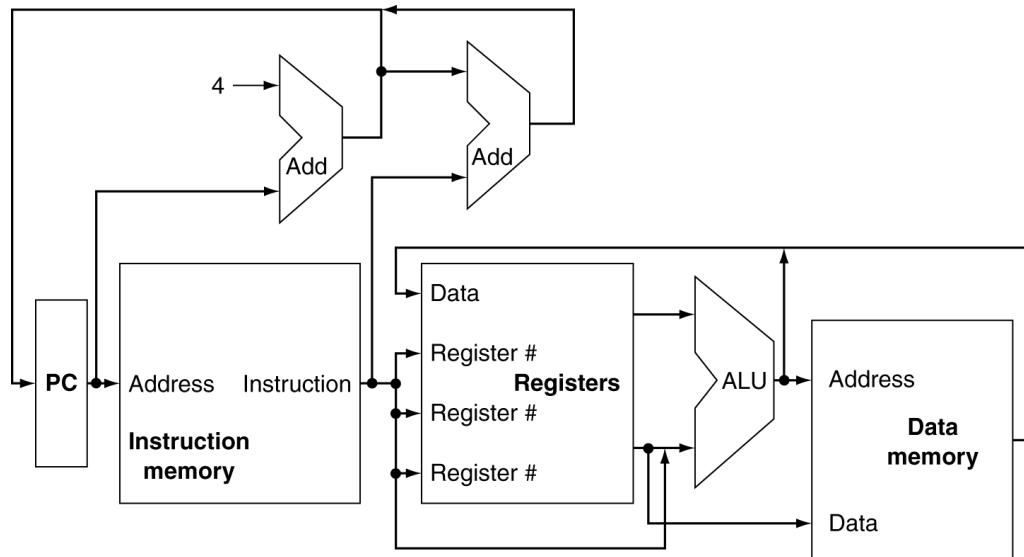 4
Add
Add
Data
Register #
PC
Address
Instruction
Registers
ALU
Address
Register #
Instruction
memory
Data
memory
Register #
Data